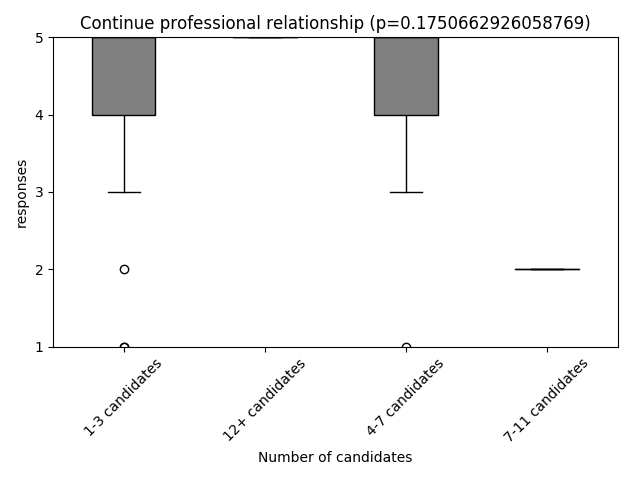 Continue professional relationship (p=0.1750662926058769)
5
4
3
2
1
responses
1-3 candidates
12+ candidates
4-7 candidates
7-11 candidates
Number of candidates